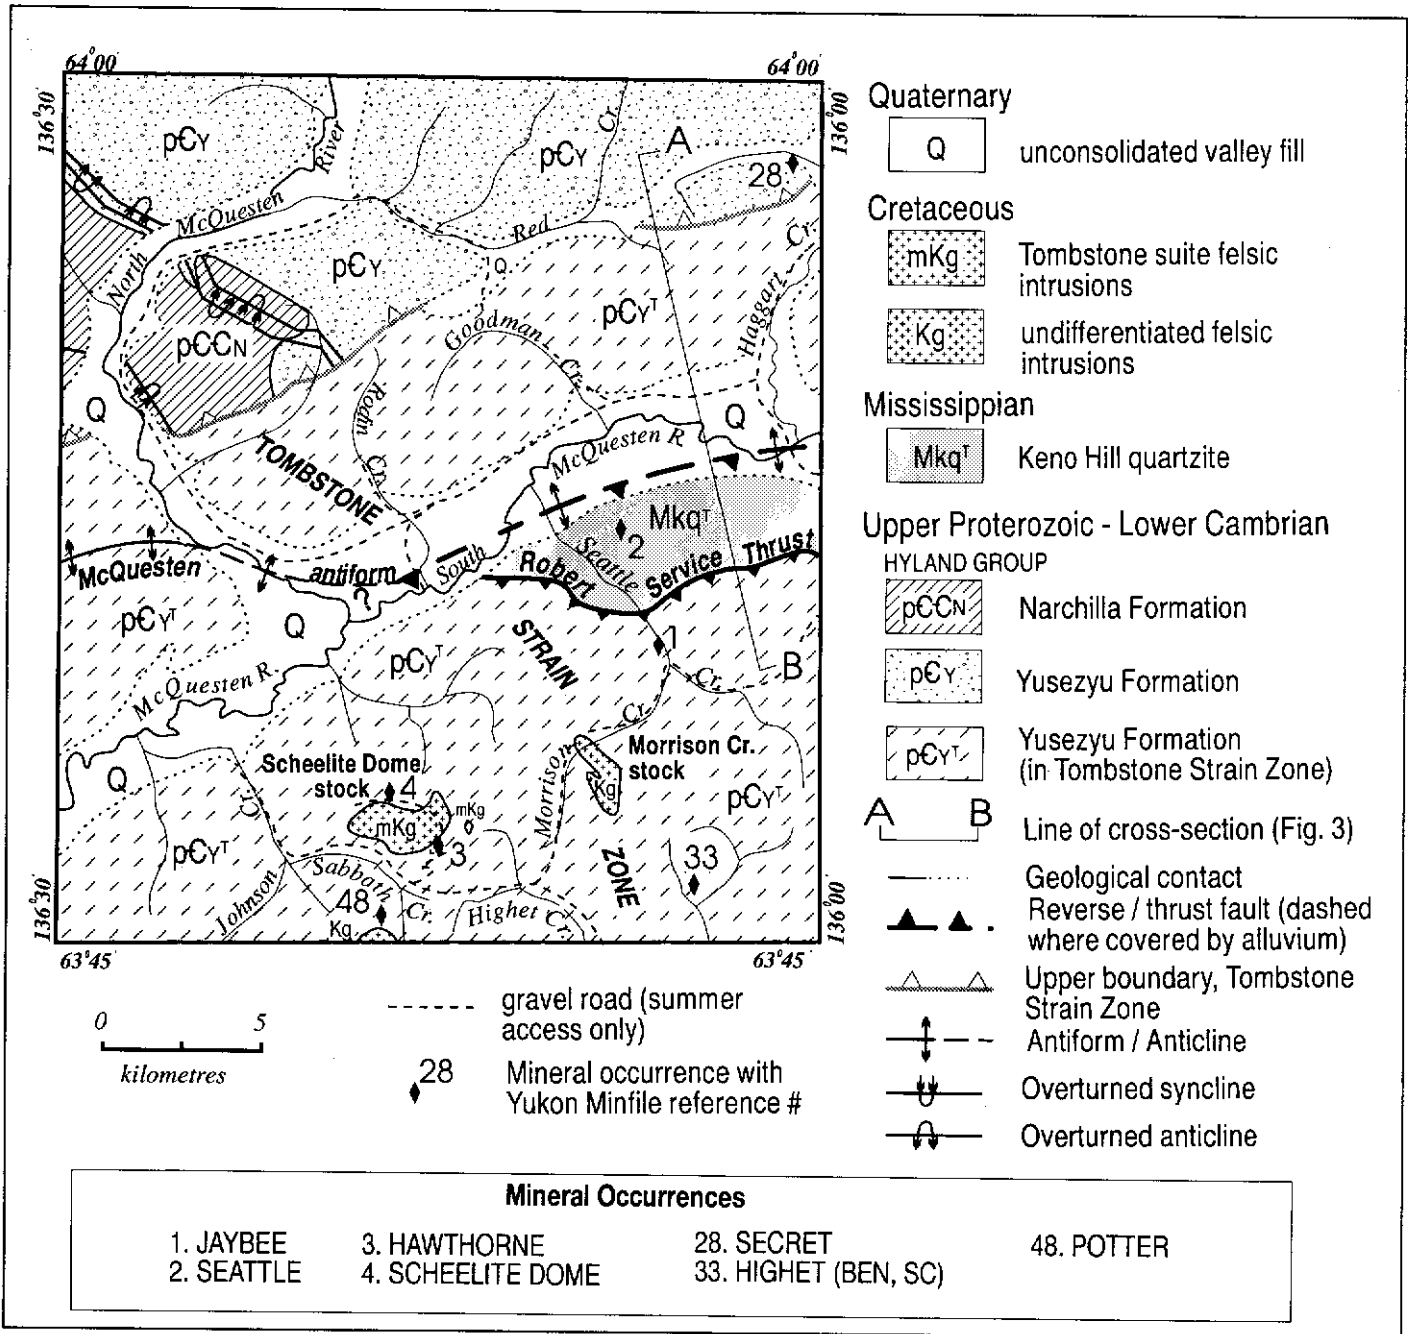 64°00'
64°00'
136°30'
136°00'
pЄY
River
pЄY
Cr.
A
28
McQuesten
Red
Cr.
North
pЄY
Q
pЄYT
Haggart
Goodman
Cr.
pЄЄN
Rodin
Cr.
Q
Q
McQuesten R.
TOMBSTONE
MkqT
2
Seattle
South
McQuesten
antiform
?
Robert Service Thrust
pЄYT
Q
STRAIN
1
pЄYT
B
Cr.
McQuesten R.
Cr.
Scheelite Dome
stock
Morrison Cr.
stock
Morrison
Q
4
Kg
pЄYT
Cr.
mKg
mKg
3
pЄYT
33
Sabbath
Cr.
ZONE
48
Johnson
Highet Cr.
Kg
136°30'
136°00'
63°45'
63°45'
0 5
kilometres
gravel road (summer
access only)
28
Mineral occurrence with
Yukon Minfile reference #
Quaternary
Q unconsolidated valley fill
Cretaceous
mKg Tombstone suite felsic
intrusions
Kg undifferentiated felsic
intrusions
Mississippian
MkqT Keno Hill quartzite
Upper Proterozoic - Lower Cambrian
HYLAND GROUP
pЄЄN Narchilla Formation
pЄY Yusezyu Formation
pЄYT Yusezyu Formation
(in Tombstone Strain Zone)
A B Line of cross-section (Fig. 3)
Geological contact
Reverse / thrust fault (dashed
where covered by alluvium)
Upper boundary, Tombstone
Strain Zone
Antiform / Anticline
Overturned syncline
Overturned anticline
Mineral Occurrences
1. JAYBEE 3. HAWTHORNE 28. SECRET 48. POTTER
2. SEATTLE 4. SCHEELITE DOME 33. HIGHET (BEN, SC)